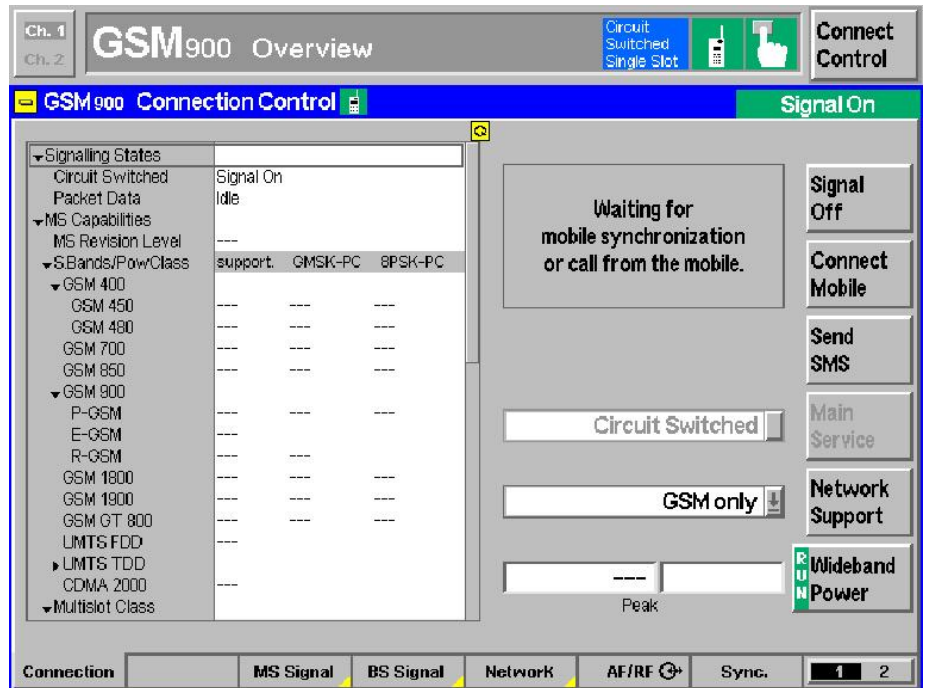 Ch. 1
Ch. 2
GSM900 Overview
Circuit
Switched
Single Slot
Connect
Control
GSM 900 Connection Control
Signal On
Signalling States
Circuit Switched Signal On
Packet Data Idle
MS Capabilities
MS Revision Level ---
S.Bands/PowClass support. GMSK-PC 8PSK-PC
GSM 400
GSM 450 --- --- ---
GSM 480 --- --- ---
GSM 700 --- --- ---
GSM 850 --- --- ---
GSM 900
P-GSM --- --- ---
E-GSM ---
R-GSM --- ---
GSM 1800 --- --- ---
GSM 1900 --- --- ---
GSM GT 800 --- --- ---
UMTS FDD ---
UMTS TDD
CDMA 2000 ---
Multislot Class
Waiting for
mobile synchronization
or call from the mobile.
Circuit Switched
GSM only
---
Peak
Signal
Off
Connect
Mobile
Send
SMS
Main
Service
Network
Support
RUN
Wideband
Power
Connection MS Signal BS Signal Network AF/RF Sync. 1 2